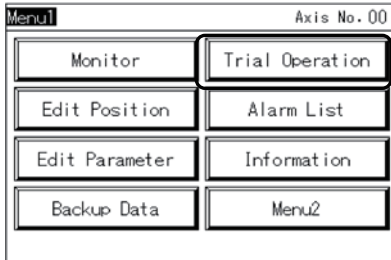 Menu1 Axis No.00
Monitor Trial Operation
Edit Position Alarm List
Edit Parameter Information
Backup Data Menu2